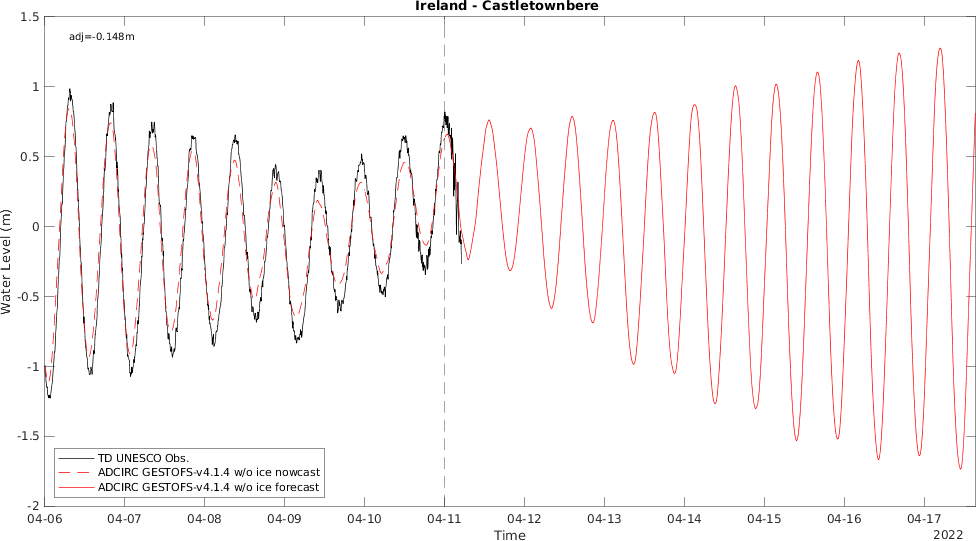 Ireland - Castletownbere
adj=-0.148m
1.5
1
0.5
0
-0.5
-1
-1.5
-2
Water Level (m)
TD UNESCO Obs.
ADCIRC GESTOFS-v4.1.4 w/o ice nowcast
ADCIRC GESTOFS-v4.1.4 w/o ice forecast
04-06 04-07 04-08 04-09 04-10 04-11 04-12 04-13 04-14 04-15 04-16 04-17
Time
2022